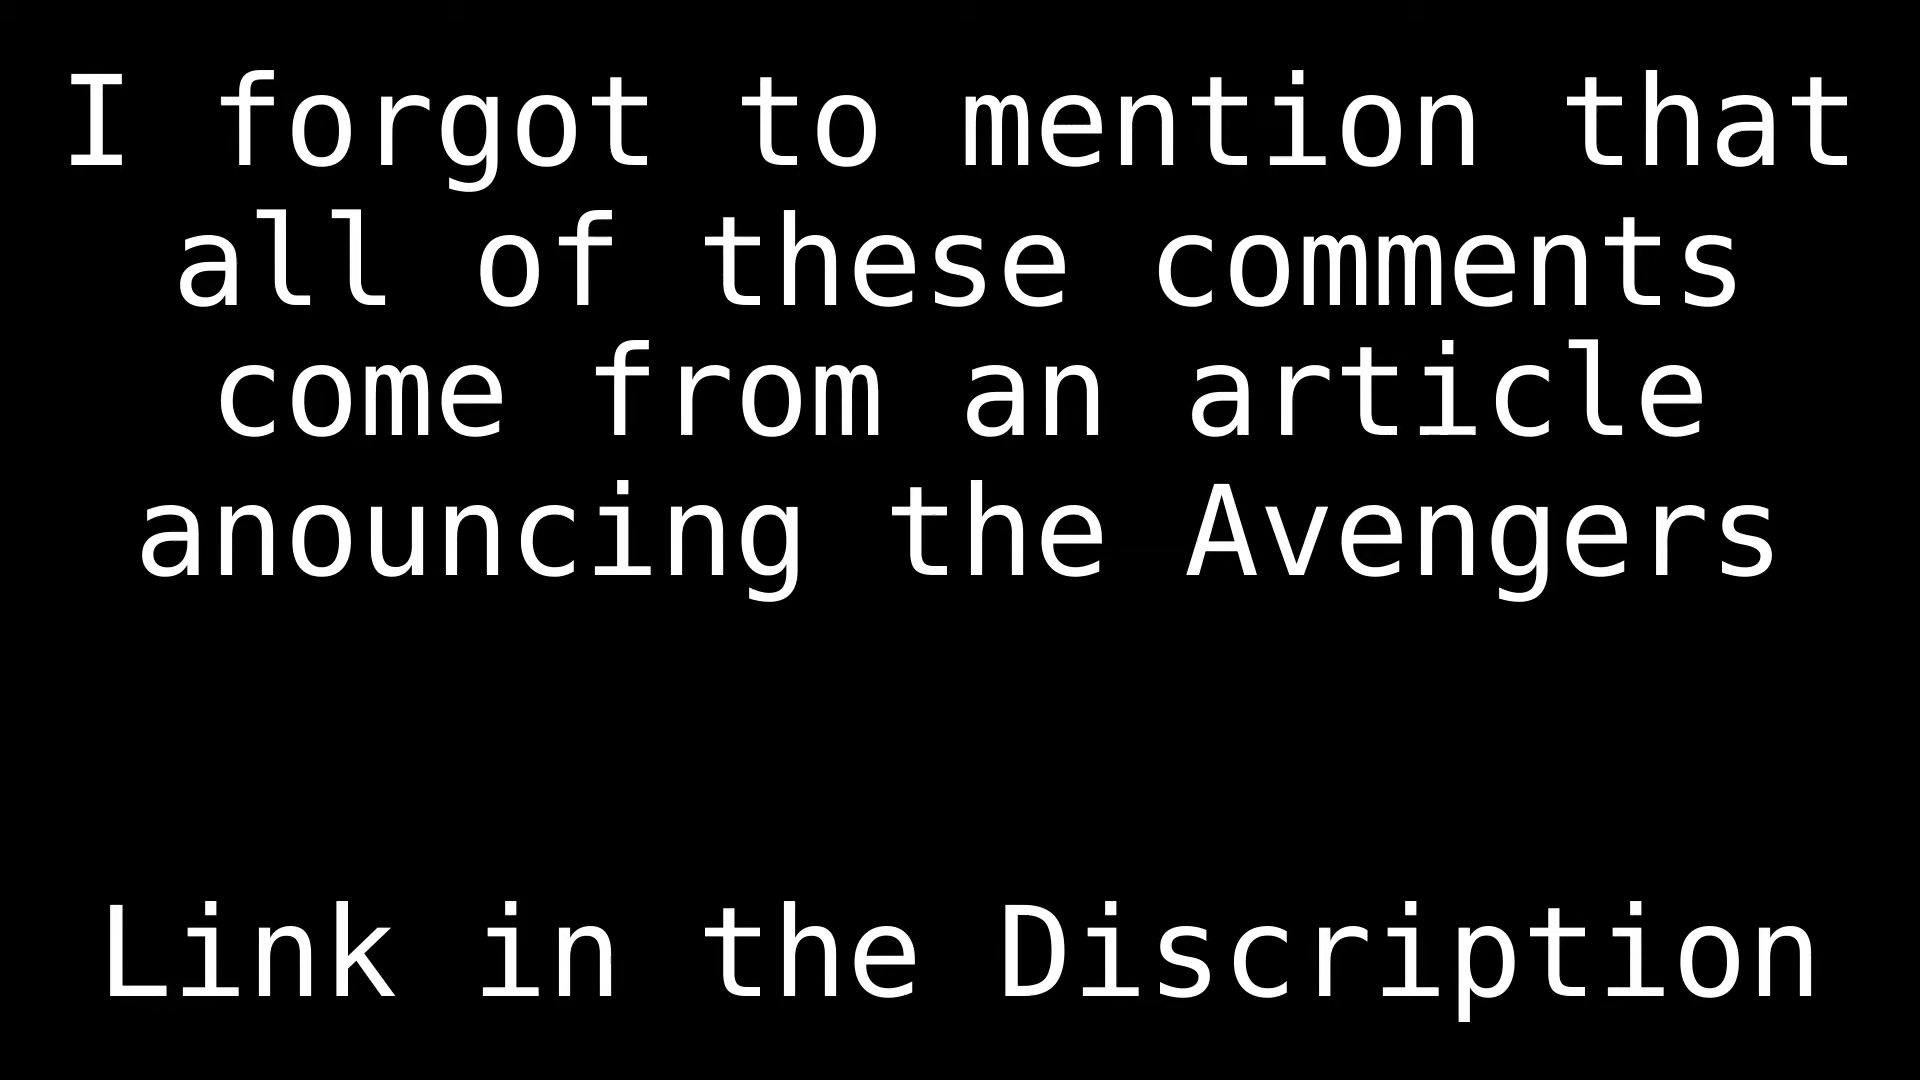 I forgot to mention that
all of these comments
come from an article
anouncing the Avengers
Link in the Discription